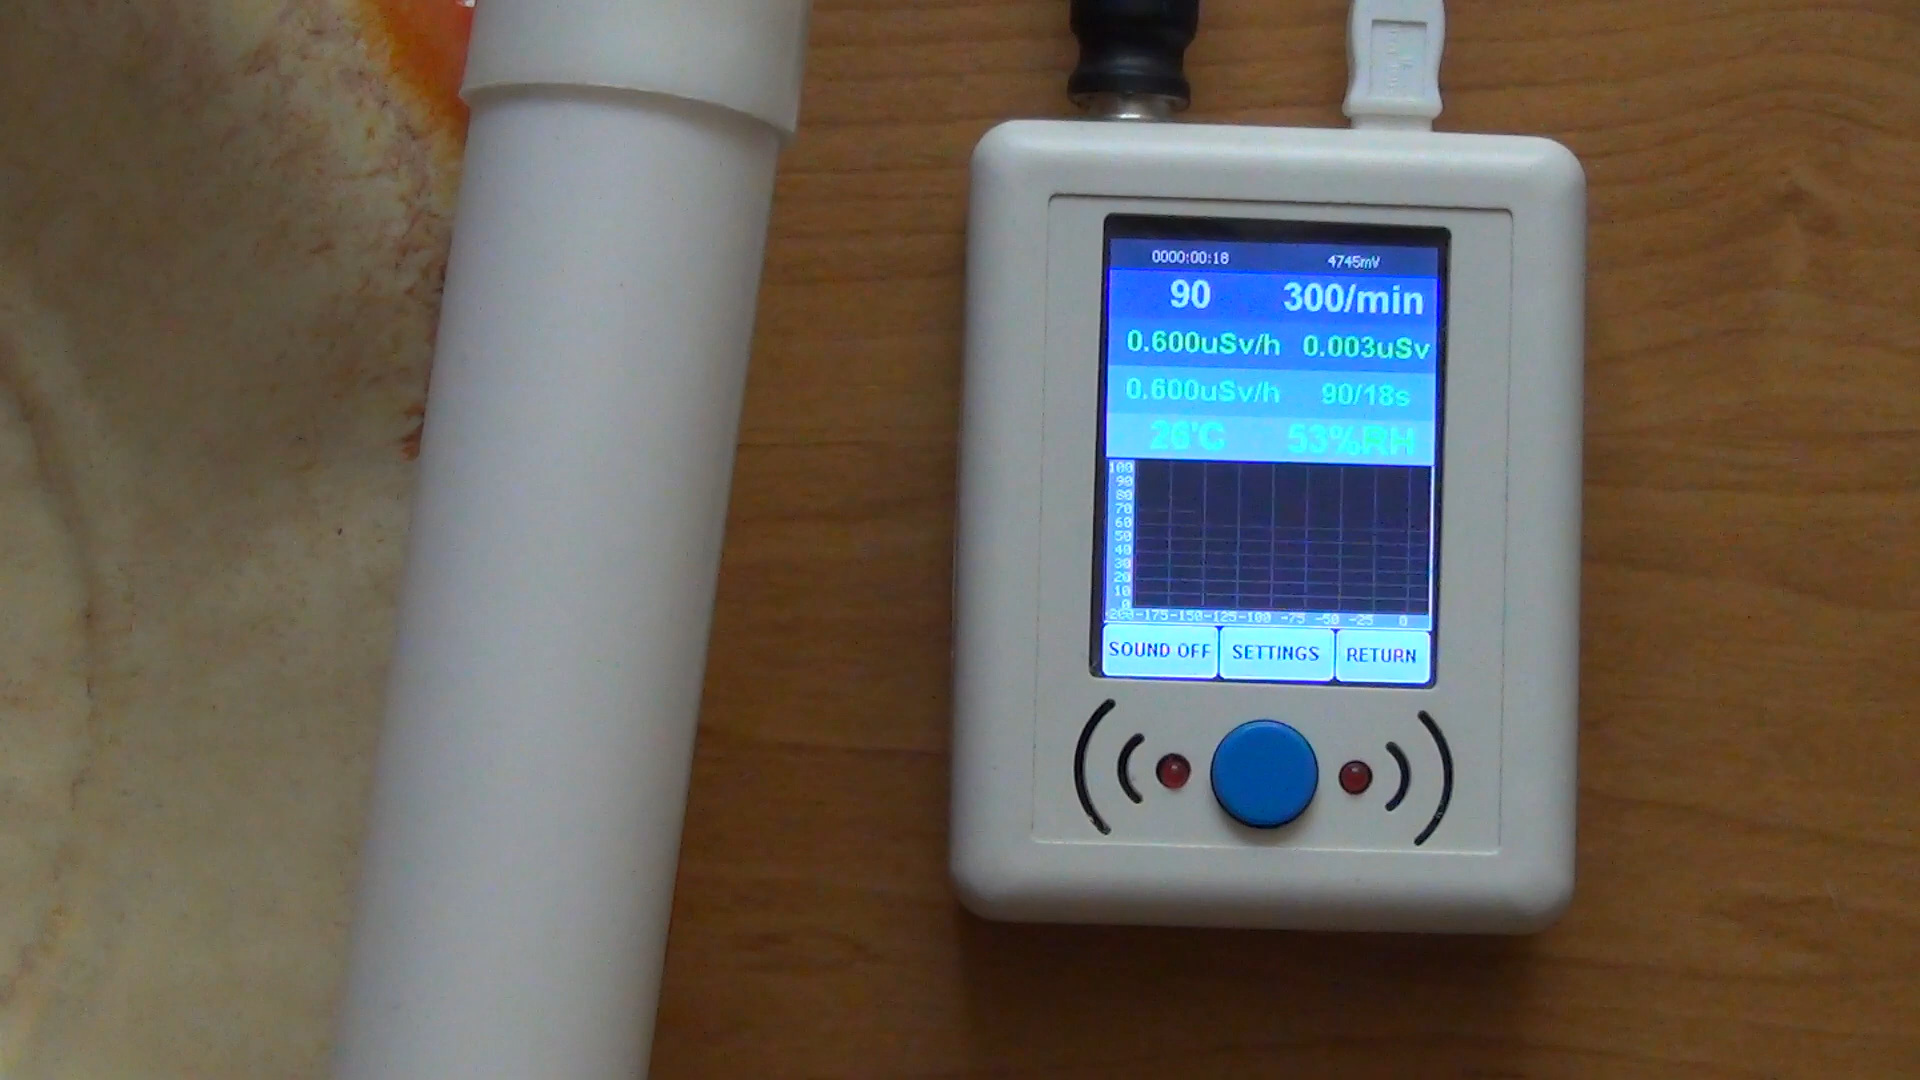 0000:00:18 4745mV
90 300/min
0.600uSv/h 0.003uSv
0.600uSv/h 90/18s
26'C 53%RH
100
90
80
70
60
50
40
30
20
10
0
-200 -175 -150 -125 -100 -75 -50 -25 0
SOUND OFF SETTINGS RETURN